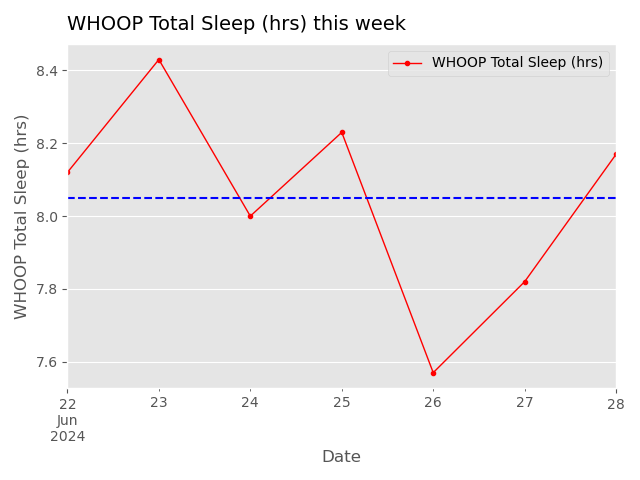 WHOOP Total Sleep (hrs) this week
WHOOP Total Sleep (hrs)
WHOOP Total Sleep (hrs)
8.4
8.2
8.0
7.8
7.6
22 23 24 25 26 27 28
Jun
2024
Date